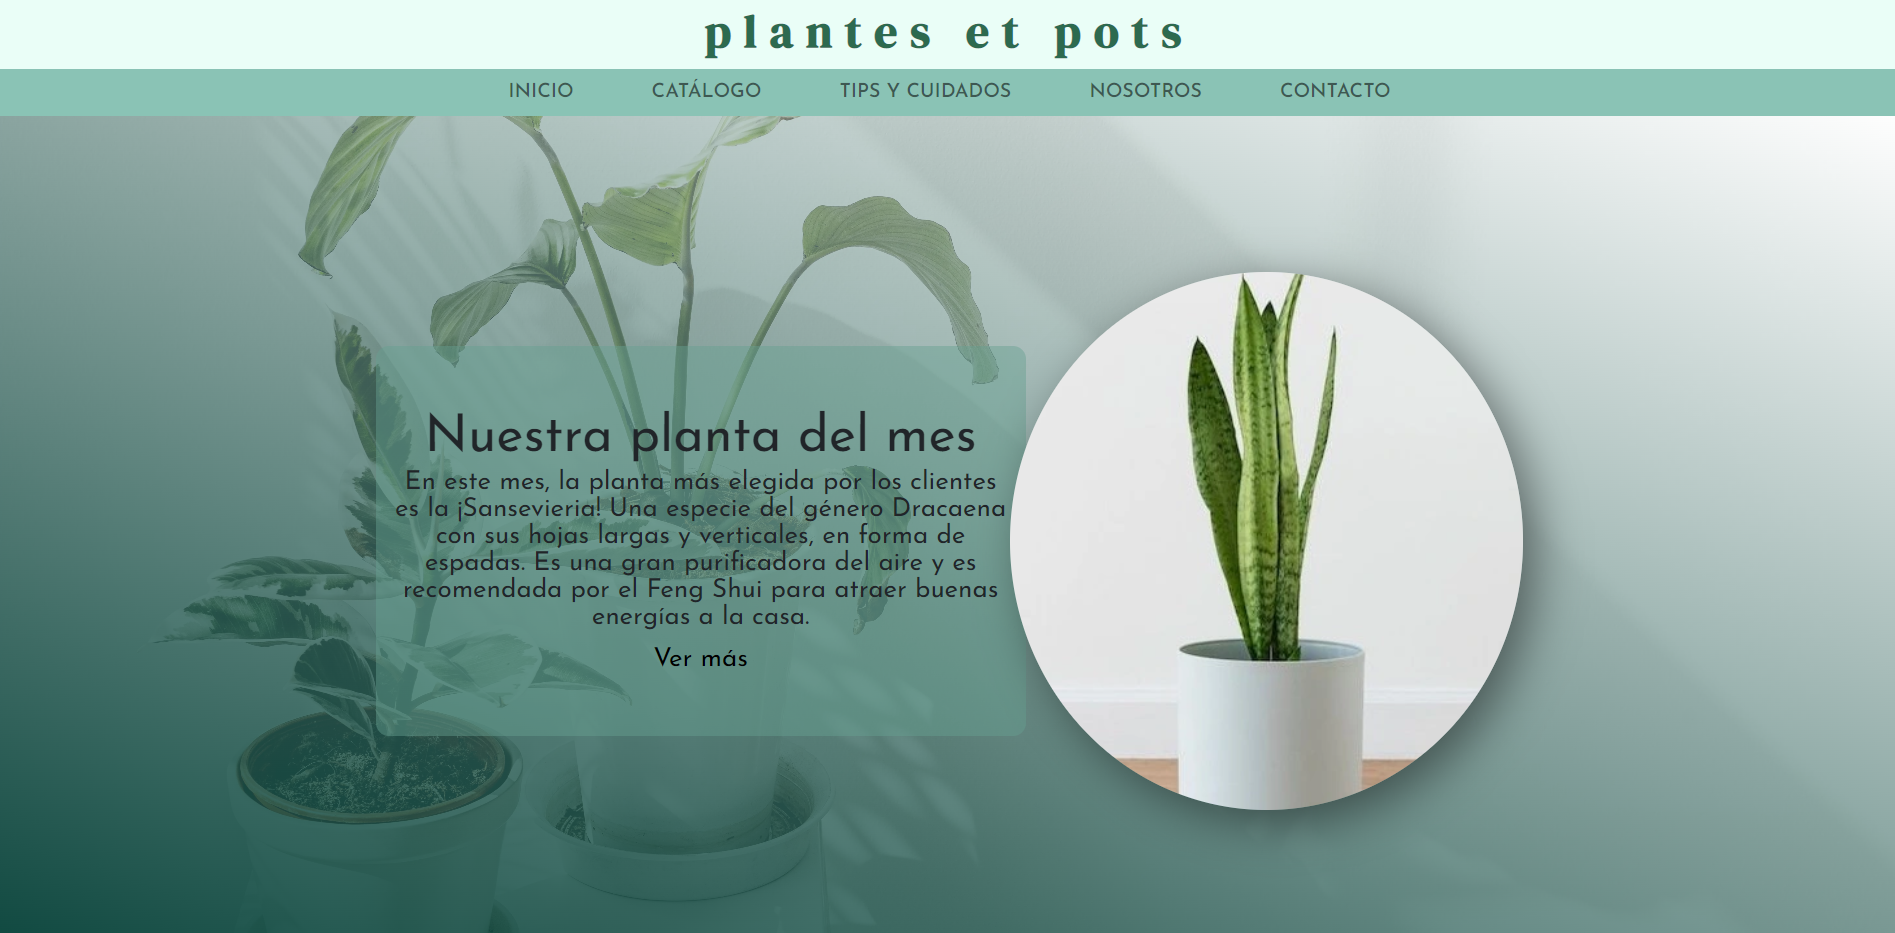 plantes et pots
INICIO CATÁLOGO TIPS Y CUIDADOS NOSOTROS CONTACTO
Nuestra planta del mes
En este mes, la planta más elegida por los clientes
es la ¡Sansevieria! Una especie del género Dracaena
con sus hojas largas y verticales, en forma de
espadas. Es una gran purificadora del aire y es
recomendada por el Feng Shui para atraer buenas
energías a la casa.
Ver más